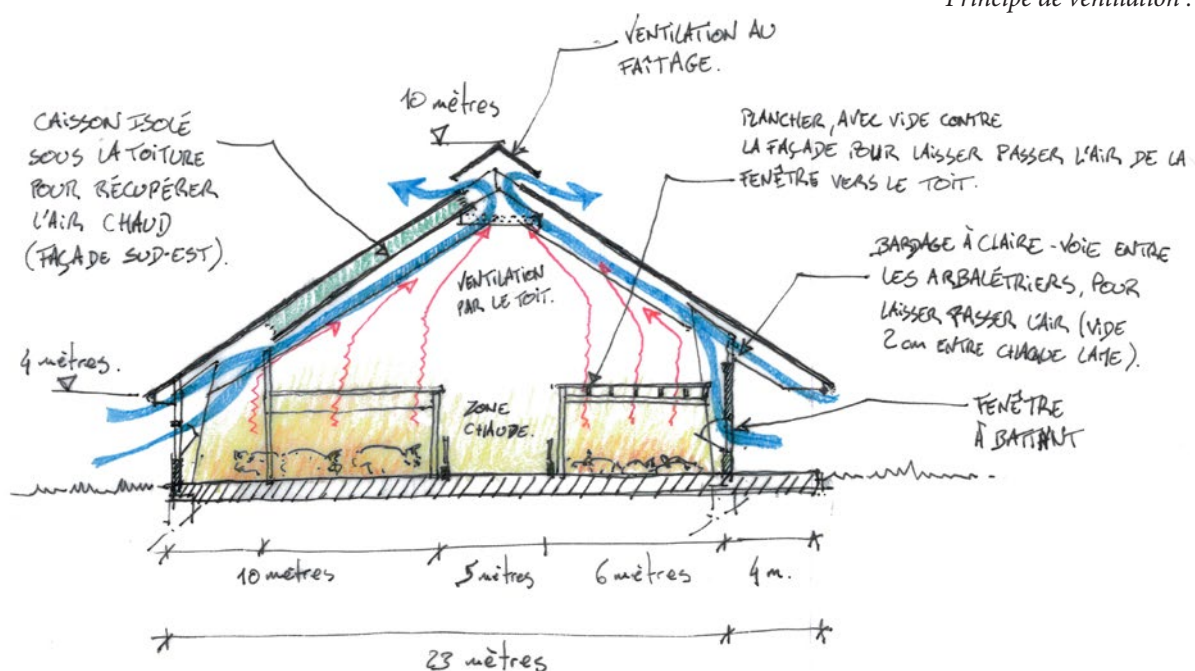 Principe de ventilation :
VENTILATION AU
FAÎTAGE.
10 mètres
CAISSON ISOLÉ
SOUS LA TOITURE
POUR RÉCUPÉRER
L'AIR CHAUD
(FAÇADE SUD-EST).
PLANCHER, AVEC VIDE CONTRE
LA FAÇADE POUR LAISSER PASSER L'AIR DE LA
FENÊTRE VERS LE TOIT.
BARDAGE À CLAIRE-VOIE ENTRE
LES ARBALÉTRIERS, POUR
LAISSER PASSER L'AIR (VIDE
2 cm ENTRE CHAQUE LAME).
VENTILATION
PAR LE TOIT.
4 mètres.
ZONE
CHAUDE.
FENÊTRE
À BATTANT
10 mètres
5 mètres
6 mètres
4 m.
23 mètres